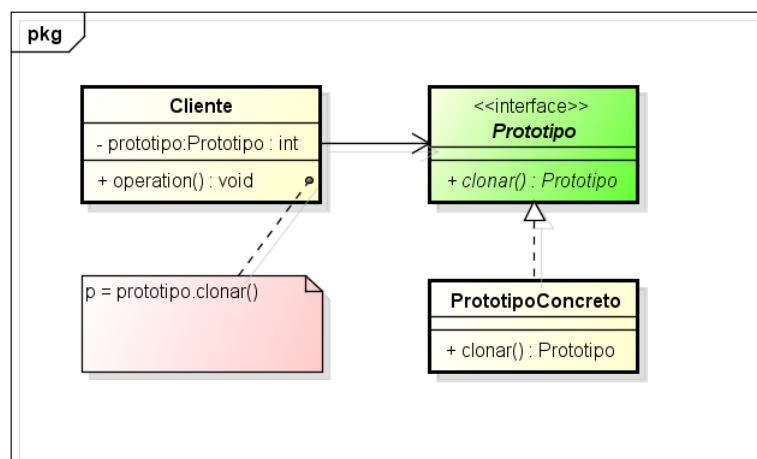 pkg
Cliente
- prototipo:Prototipo : int
+ operation() : void
<<interface>>
Prototipo
+ clonar() : Prototipo
p = prototipo.clonar()
PrototipoConcreto
+ clonar() : Prototipo